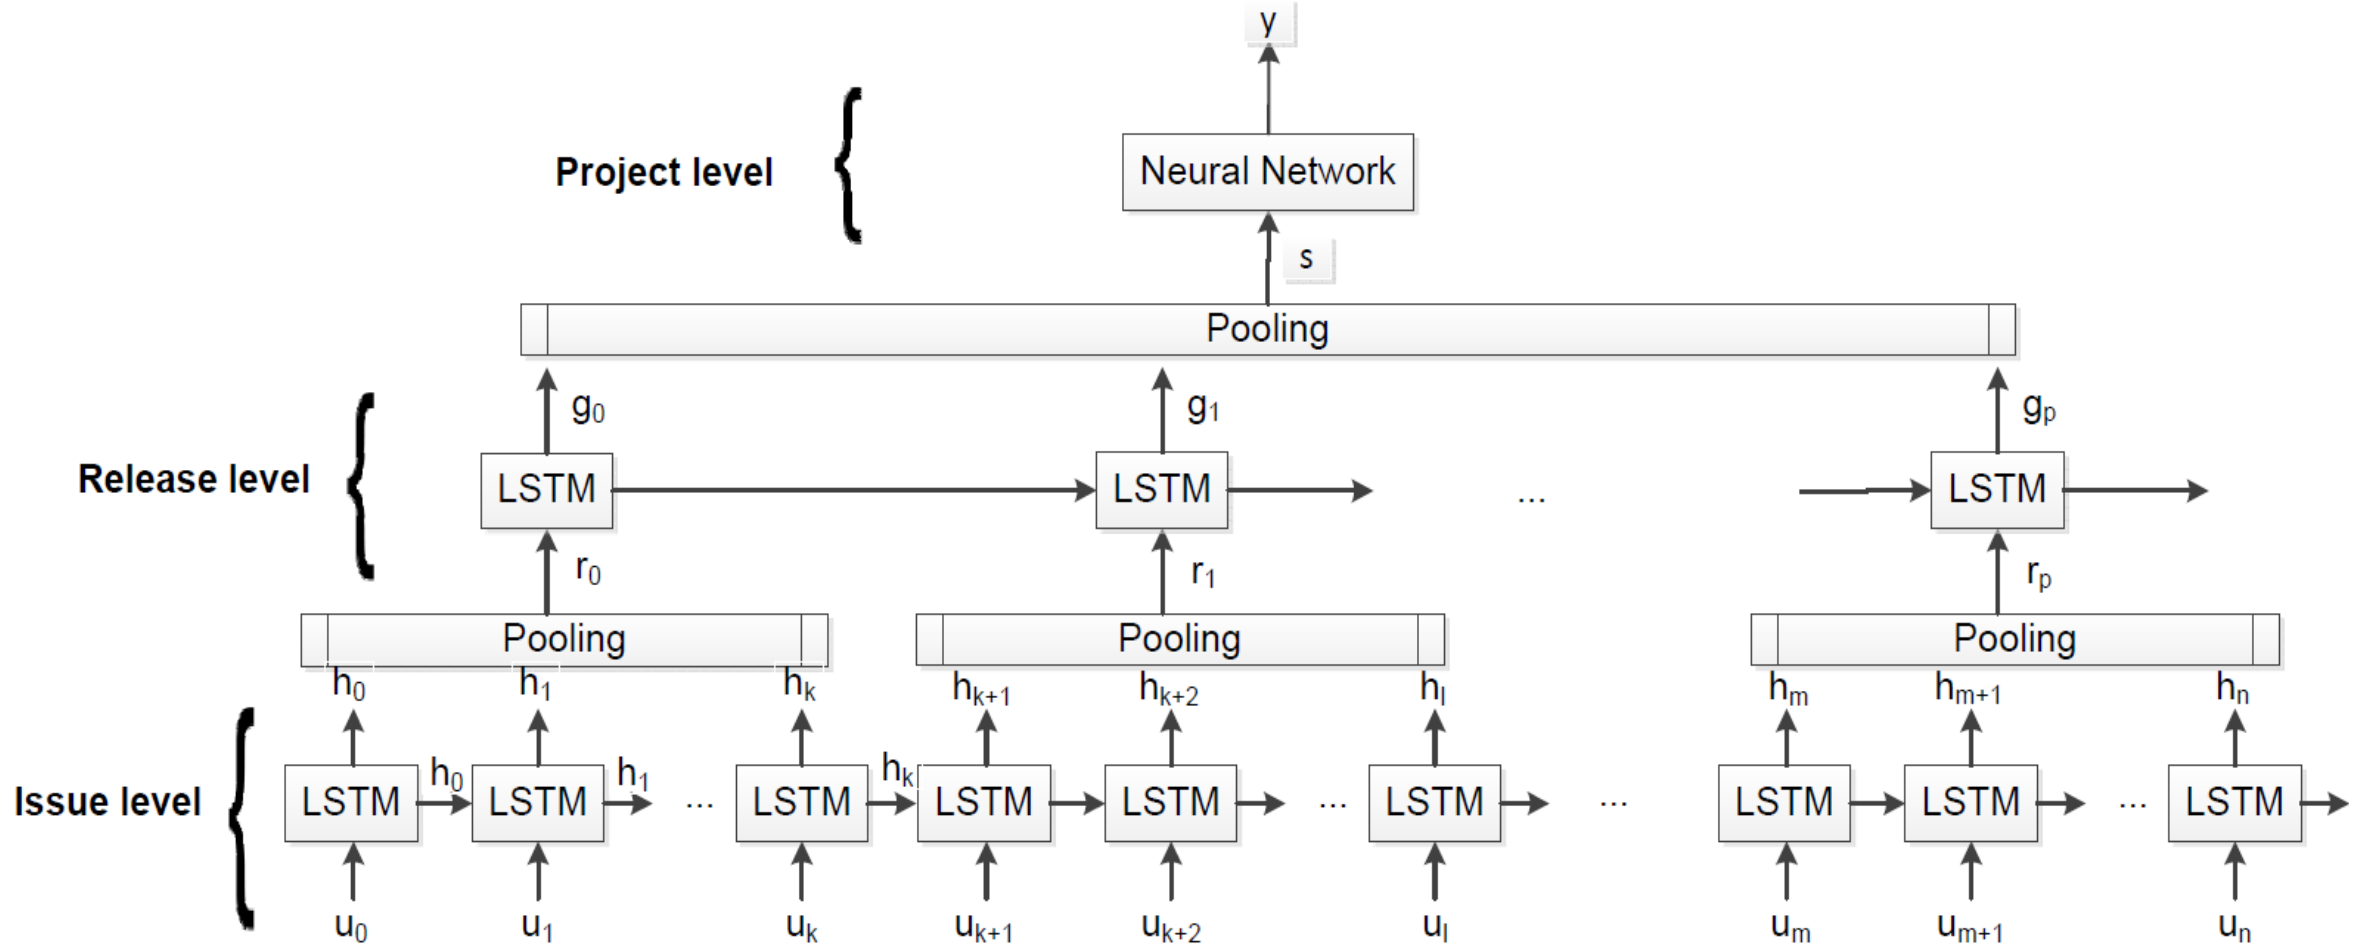 y
Project level
Neural Network
s
Pooling
g₀ g₁ gₚ
Release level
LSTM LSTM ... LSTM
r₀ r₁ rₚ
Pooling Pooling Pooling
h₀ h₁ hₖ hₖ₊₁ hₖ₊₂ hₗ hₘ hₘ₊₁ hₙ
h₀ h₁ hₖ
Issue level
LSTM LSTM ... LSTM LSTM LSTM ... LSTM ... LSTM LSTM ... LSTM
u₀ u₁ uₖ uₖ₊₁ uₖ₊₂ uₗ uₘ uₘ₊₁ uₙ